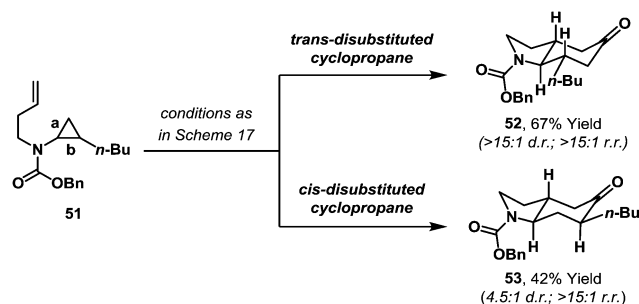 a
b
N
n-Bu
O
OBn
51
conditions as
in Scheme 17
trans-disubstituted
cyclopropane
cis-disubstituted
cyclopropane
H
O
N
H
O
H
n-Bu
OBn
52, 67% Yield
(>15:1 d.r.; >15:1 r.r.)
H
O
N
n-Bu
O
H
H
OBn
53, 42% Yield
(4.5:1 d.r.; >15:1 r.r.)